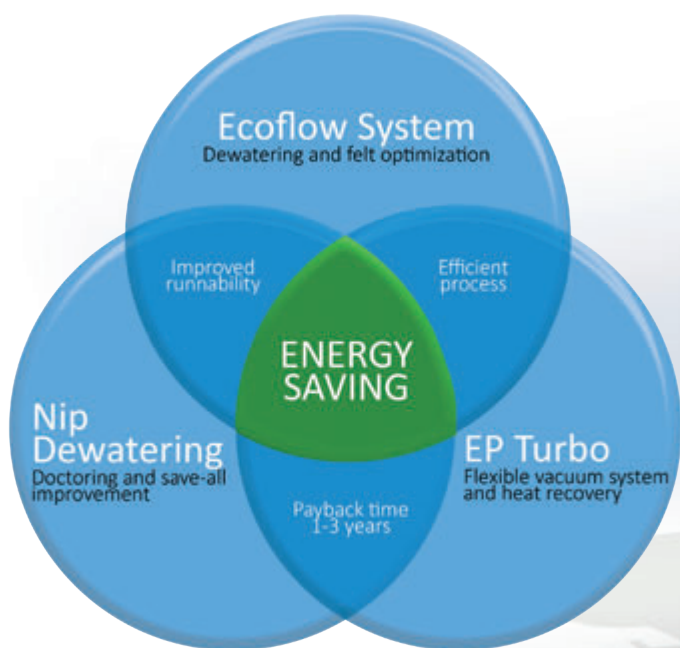 Ecoflow System
Dewatering and felt optimization
Improved
runnability
Efficient
process
ENERGY
SAVING
Nip
Dewatering
Doctoring and save-all
improvement
EP Turbo
Flexible vacuum system
and heat recovery
Payback time
1-3 years